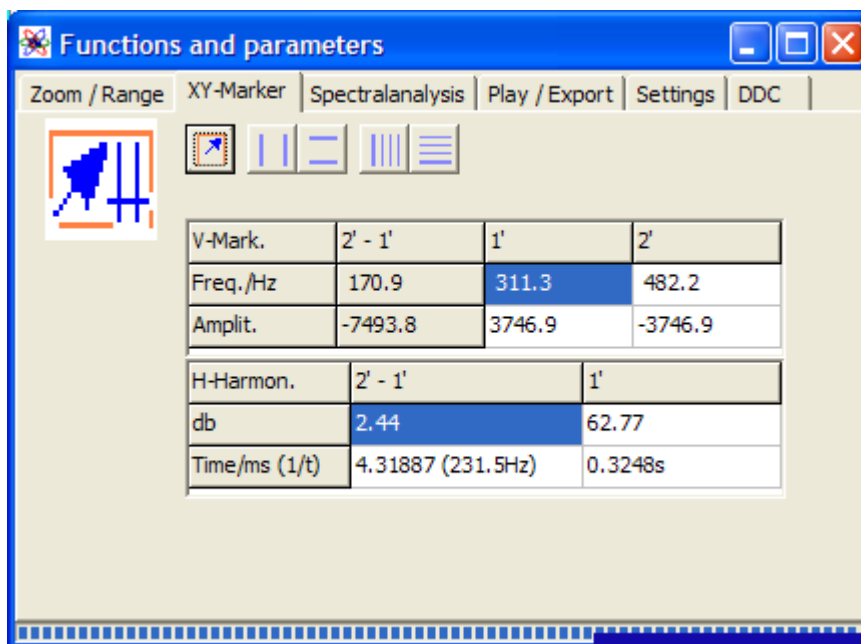 Functions and parameters
Zoom / Range XY-Marker Spectralanalysis Play / Export Settings DDC
V-Mark. 2' - 1' 1' 2'
Freq./Hz 170.9 311.3 482.2
Amplit. -7493.8 3746.9 -3746.9
H-Harmon. 2' - 1' 1'
db 2.44 62.77
Time/ms (1/t) 4.31887 (231.5Hz) 0.3248s